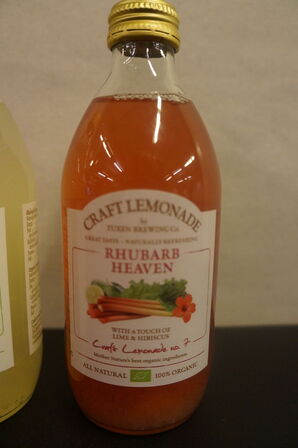 CRAFT LEMONADE
by
TUXEN BREWING Co
GREAT TASTE - NATURALLY REFRESHING
RHUBARB
HEAVEN
WITH A TOUCH OF
LIME & HIBISCUS
Craft Lemonade no. 7
Mother Nature's best organic ingredients
ALL NATURAL
100% ORGANIC